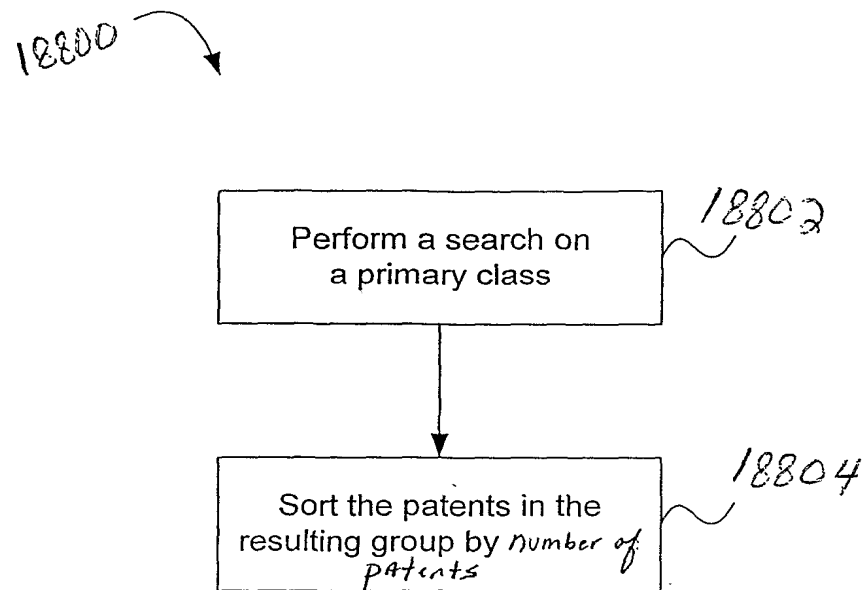 18800
18802
Perform a search on
a primary class
18804
Sort the patents in the
resulting group by number of
patents